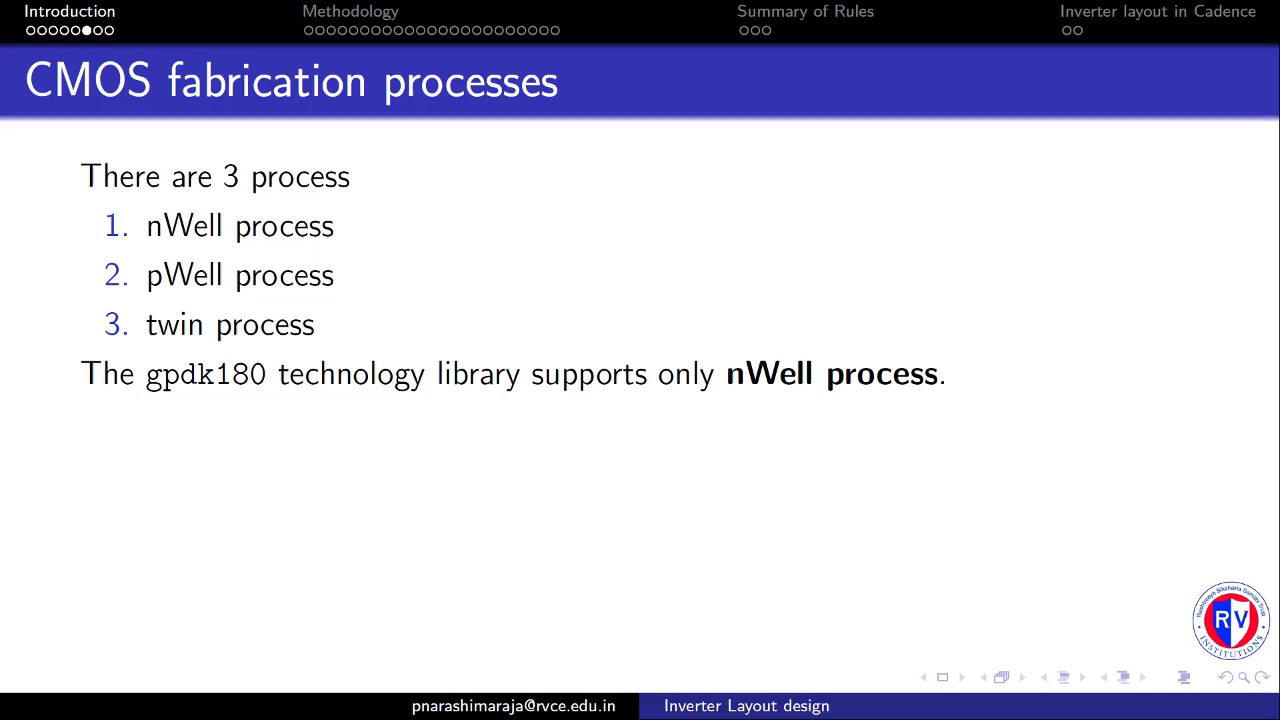 Introduction
Methodology
Summary of Rules
Inverter layout in Cadence
CMOS fabrication processes
There are 3 process
1. nWell process
2. pWell process
3. twin process
The gpdk180 technology library supports only nWell process.
RV
INSTITUTIONS
pnarashimaraja@rvce.edu.in
Inverter Layout design